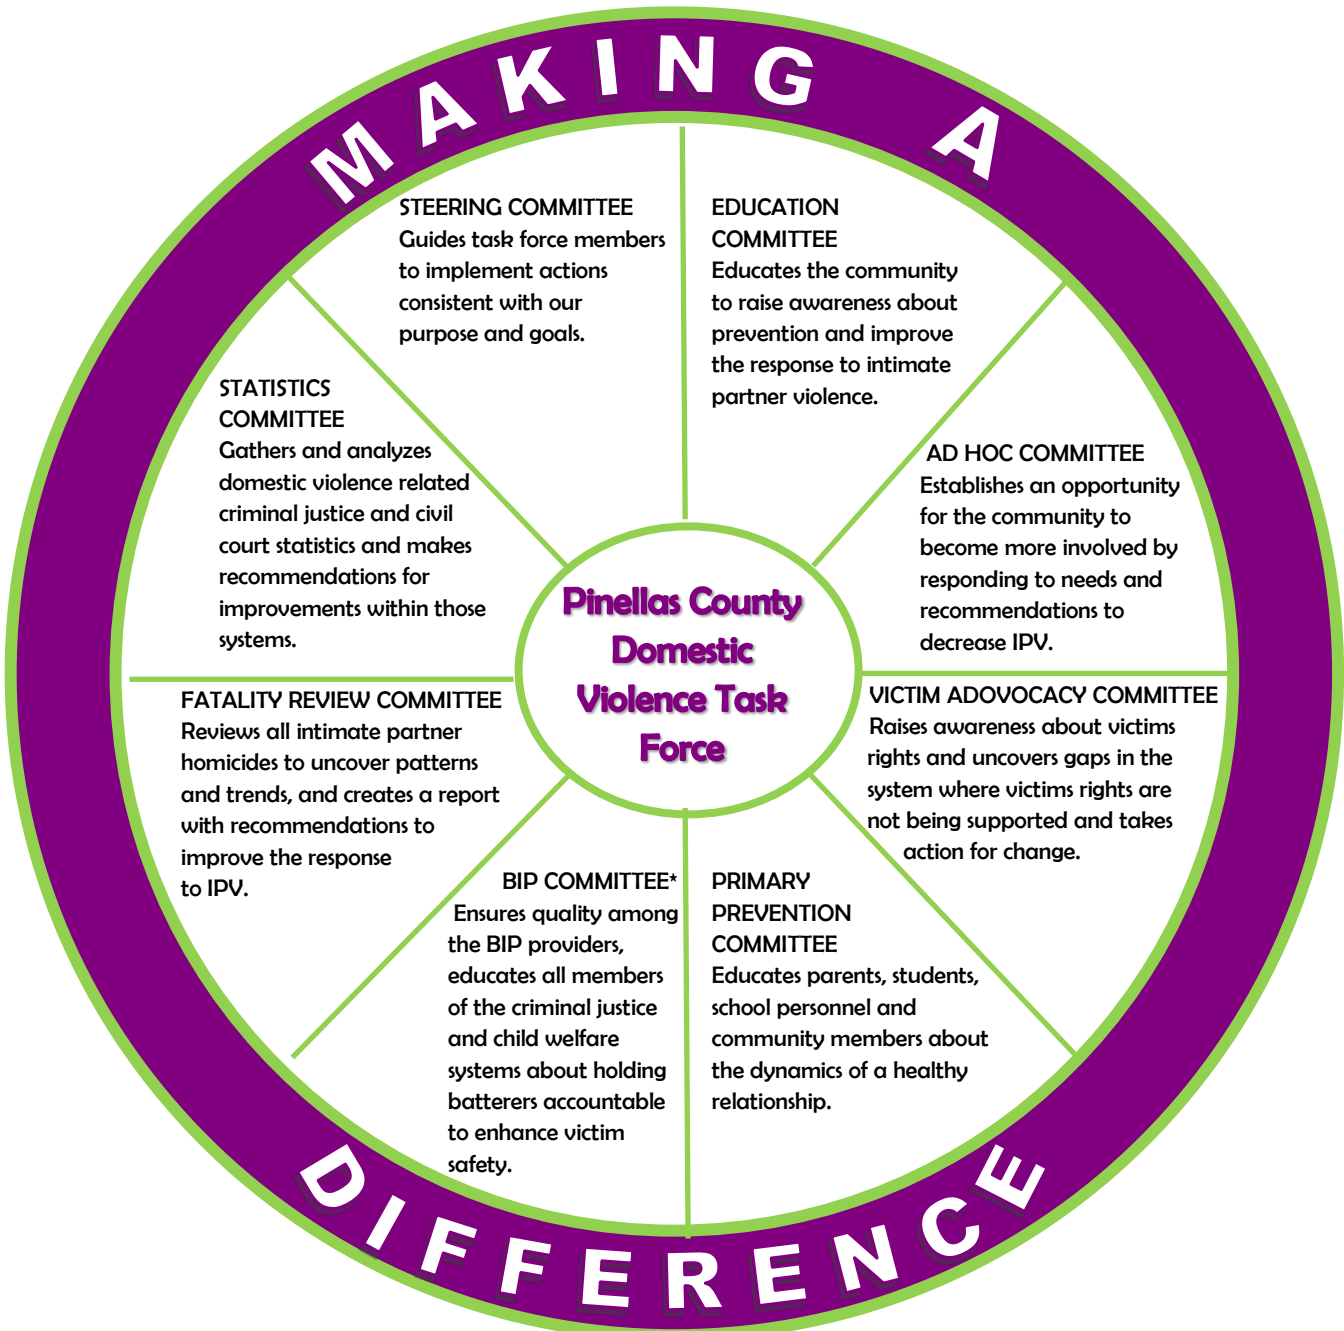 MAKING A
STEERING COMMITTEE
Guides task force members
to implement actions
consistent with our
purpose and goals.
EDUCATION
COMMITTEE
Educates the community
to raise awareness about
prevention and improve
the response to intimate
partner violence.
STATISTICS
COMMITTEE
Gathers and analyzes
domestic violence related
criminal justice and civil
court statistics and makes
recommendations for
improvements within those
systems.
AD HOC COMMITTEE
Establishes an opportunity
for the community to
become more involved by
responding to needs and
recommendations to
decrease IPV.
Pinellas County
Domestic
Violence Task
Force
FATALITY REVIEW COMMITTEE
Reviews all intimate partner
homicides to uncover patterns
and trends, and creates a report
with recommendations to
improve the response
to IPV.
VICTIM ADOVOCACY COMMITTEE
Raises awareness about victims
rights and uncovers gaps in the
system where victims rights are
not being supported and takes
action for change.
BIP COMMITTEE*
Ensures quality among
the BIP providers,
educates all members
of the criminal justice
and child welfare
systems about holding
batterers accountable
to enhance victim
safety.
PRIMARY
PREVENTION
COMMITTEE
Educates parents, students,
school personnel and
community members about
the dynamics of a healthy
relationship.
DIFFERENCE